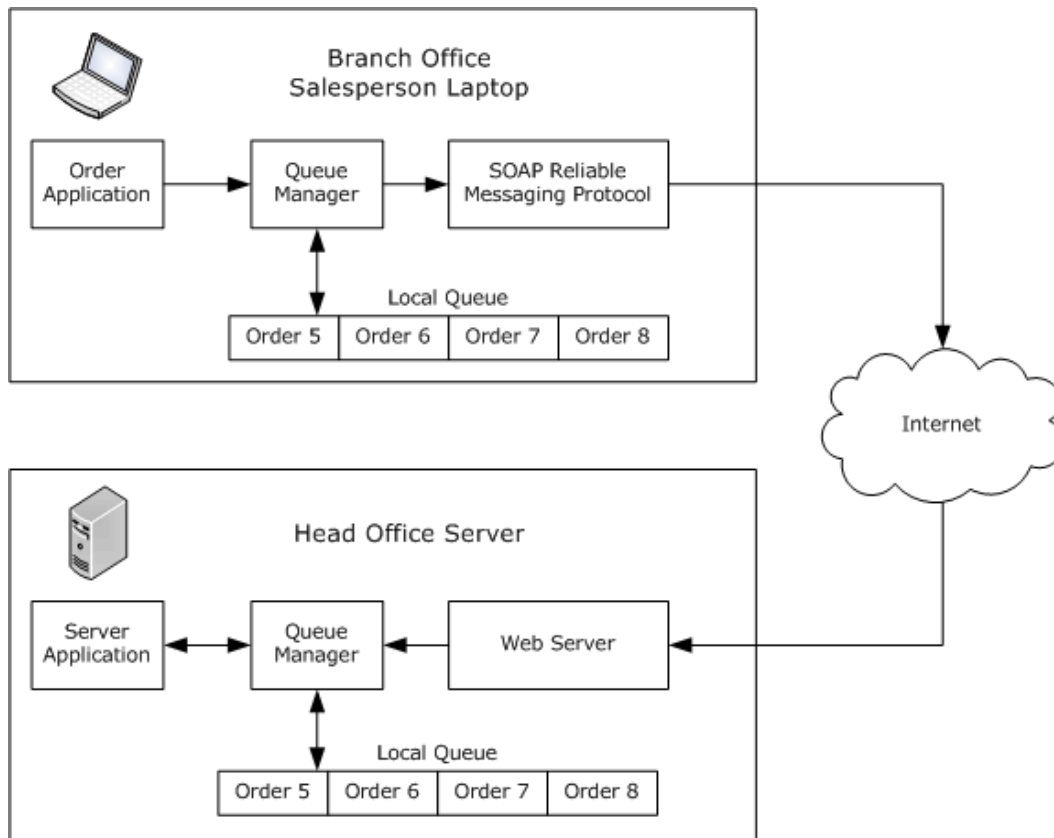 Branch Office
Salesperson Laptop
Order
Application
Queue
Manager
SOAP Reliable
Messaging Protocol
Local Queue
Order 5
Order 6
Order 7
Order 8
Internet
Head Office Server
Server
Application
Queue
Manager
Web Server
Local Queue
Order 5
Order 6
Order 7
Order 8